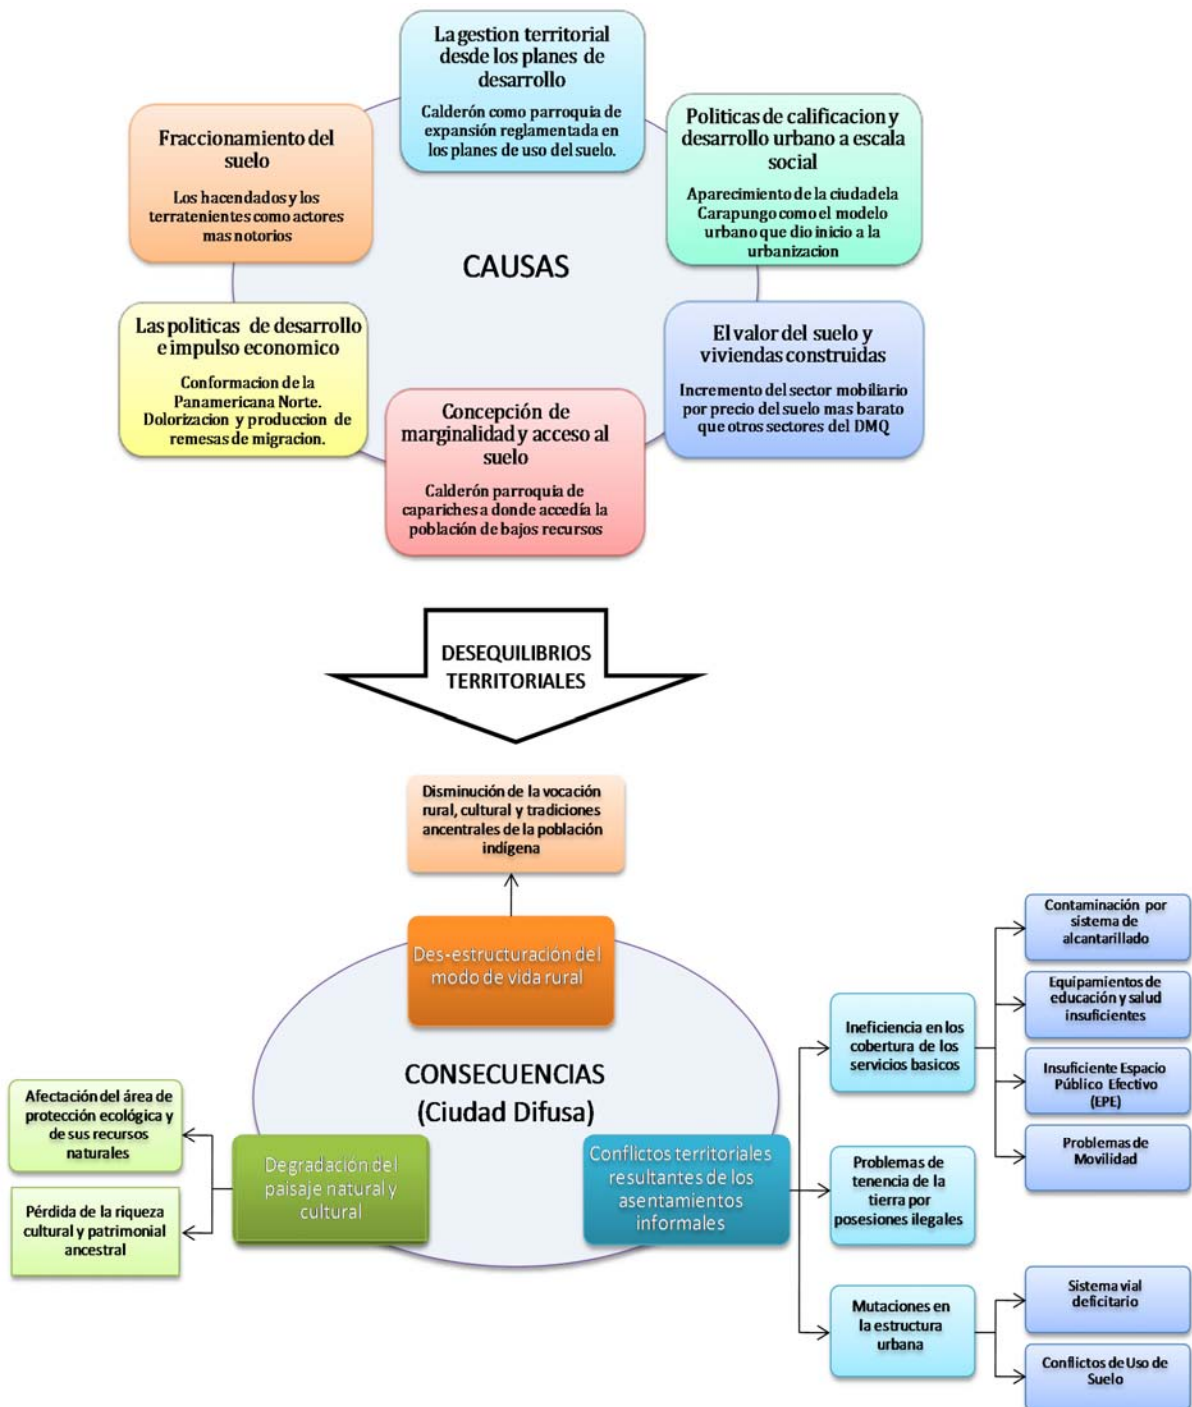 La gestion territorial
desde los planes de
desarrollo
Calderón como parroquia de
expansión reglamentada en
los planes de uso del suelo.
Fraccionamiento del
suelo
Los hacendados y los
terratenientes como actores
mas notorios
Politicas de calificacion y
desarrollo urbano a escala
social
Aparecimiento de la ciudadela
Carapungo como el modelo
urbano que dio inicio a la
urbanizacion
CAUSAS
Las politicas de desarrollo
e impulso economico
Conformacion de la
Panamericana Norte.
Dolorizacion y produccion de
remesas de migracion.
El valor del suelo y
viviendas construidas
Incremento del sector mobiliario
por precio del suelo mas barato
que otros sectores del DMQ
Concepción de
marginalidad y acceso al
suelo
Calderón parroquia de
capariches a donde accedía la
población de bajos recursos
DESEQUILIBRIOS
TERRITORIALES
Disminución de la vocación
rural, cultural y tradiciones
ancentrales de la población
indígena
Des-estructuración del
modo de vida rural
CONSECUENCIAS
(Ciudad Difusa)
Afectación del área de
protección ecológica y
de sus recursos
naturales
Pérdida de la riqueza
cultural y patrimonial
ancestral
Degradación del
paisaje natural y
cultural
Conflictos territoriales
resultantes de los
asentamientos
informales
Ineficiencia en los
cobertura de los
servicios basicos
Contaminación por
sistema de
alcantarillado
Equipamientos de
educación y salud
insuficientes
Insuficiente Espacio
Público Efectivo
(EPE)
Problemas de
Movilidad
Problemas de
tenencia de la
tierra por
posesiones ilegales
Mutaciones en
la estructura
urbana
Sistema vial
deficitario
Conflictos de Uso de
Suelo